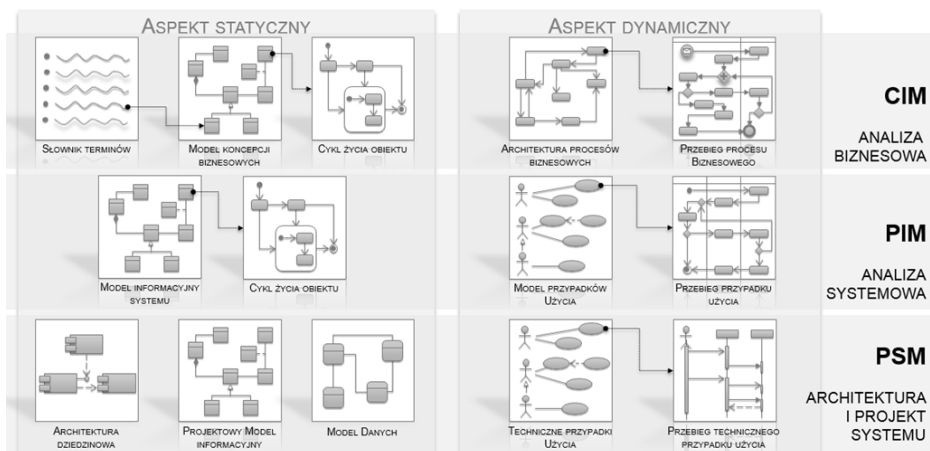 ASPEKT STATYCZNY
ASPEKT DYNAMICZNY
SŁOWNIK TERMINÓW
MODEL KONCEPCJI
BIZNESOWYCH
CYKL ŻYCIA OBIEKTU
ARCHITEKTURA PROCESÓW
BIZNESOWYCH
PRZEBIEG PROCESU
BIZNESOWEGO
CIM
ANALIZA
BIZNESOWA
MODEL INFORMACYJNY
SYSTEMU
CYKL ŻYCIA OBIEKTU
MODEL PRZYPADKÓW
UŻYCIA
PRZEBIEG PRZYPADKU
UŻYCIA
PIM
ANALIZA
SYSTEMOWA
ARCHITEKTURA
DZIEDZINOWA
PROJEKTOWY MODEL
INFORMACYJNY
MODEL DANYCH
TECHNICZNE PRZYPADKI
UŻYCIA
PRZEBIEG TECHNICZNEGO
PRZYPADKU UŻYCIA
PSM
ARCHITEKTURA
I PROJEKT
SYSTEMU